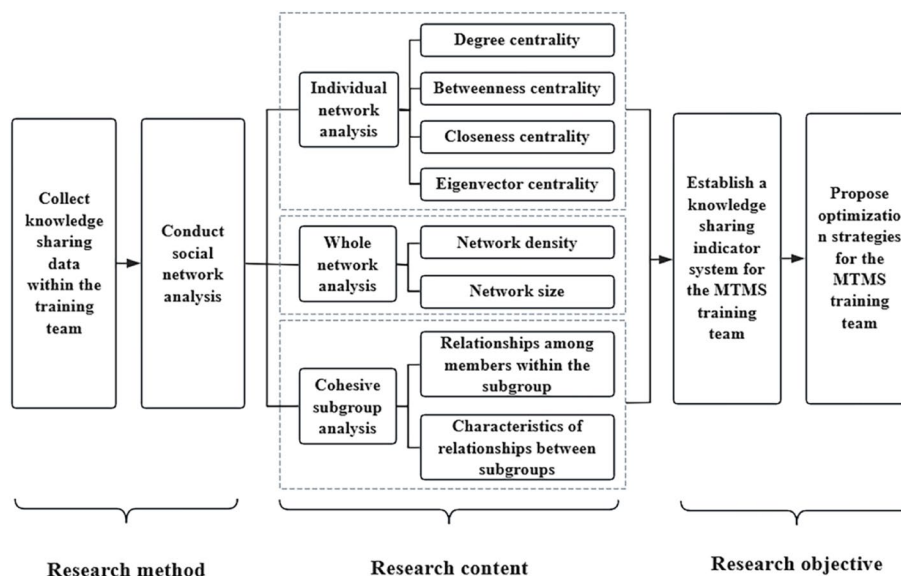 Collect
knowledge
sharing
data
within the
training
team
Conduct
social
network
analysis
Individual
network
analysis
Degree centrality
Betweenness centrality
Closeness centrality
Eigenvector centrality
Whole
network
analysis
Network density
Network size
Cohesive
subgroup
analysis
Relationships among
members within the
subgroup
Characteristics of
relationships between
subgroups
Establish a
knowledge
sharing
indicator
system for
the MTMS
training
team
Propose
optimizatio
n strategies
for the
MTMS
training
team
Research method
Research content
Research objective